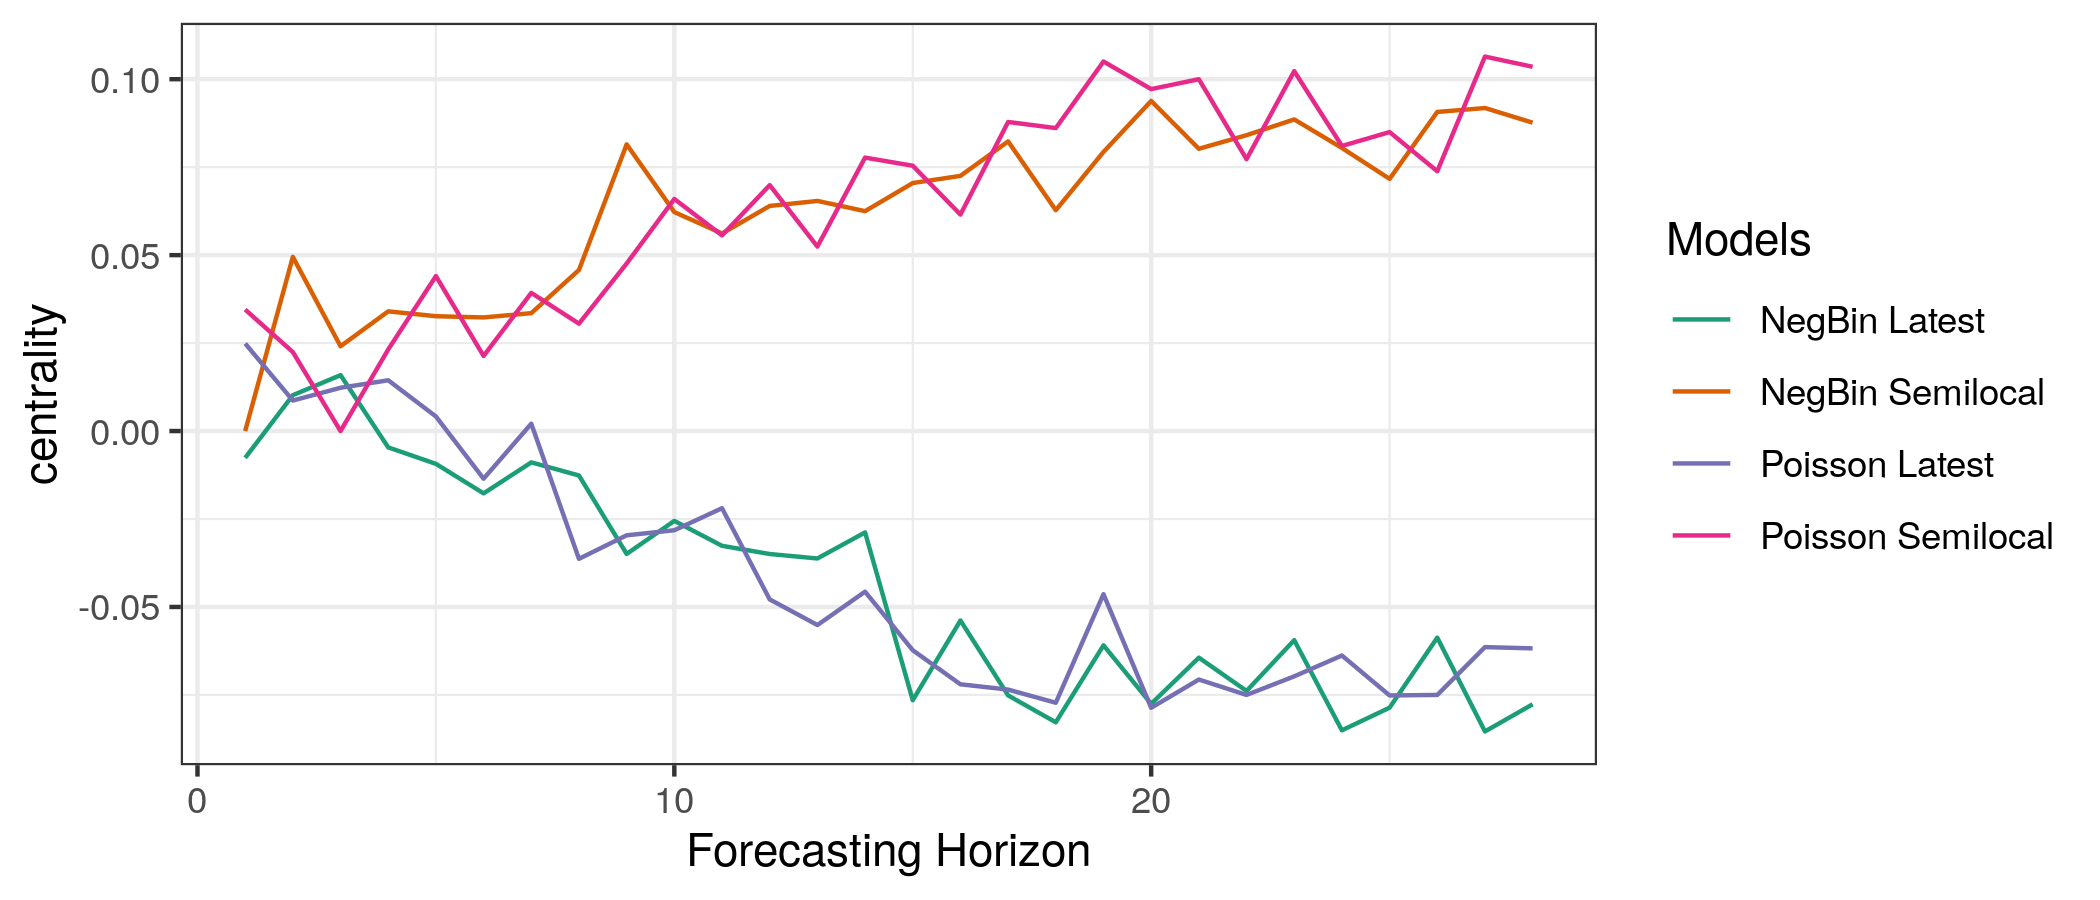 0.10
0.05
0.00
-0.05
centrality
0
10
20
Forecasting Horizon
Models
NegBin Latest
NegBin Semilocal
Poisson Latest
Poisson Semilocal